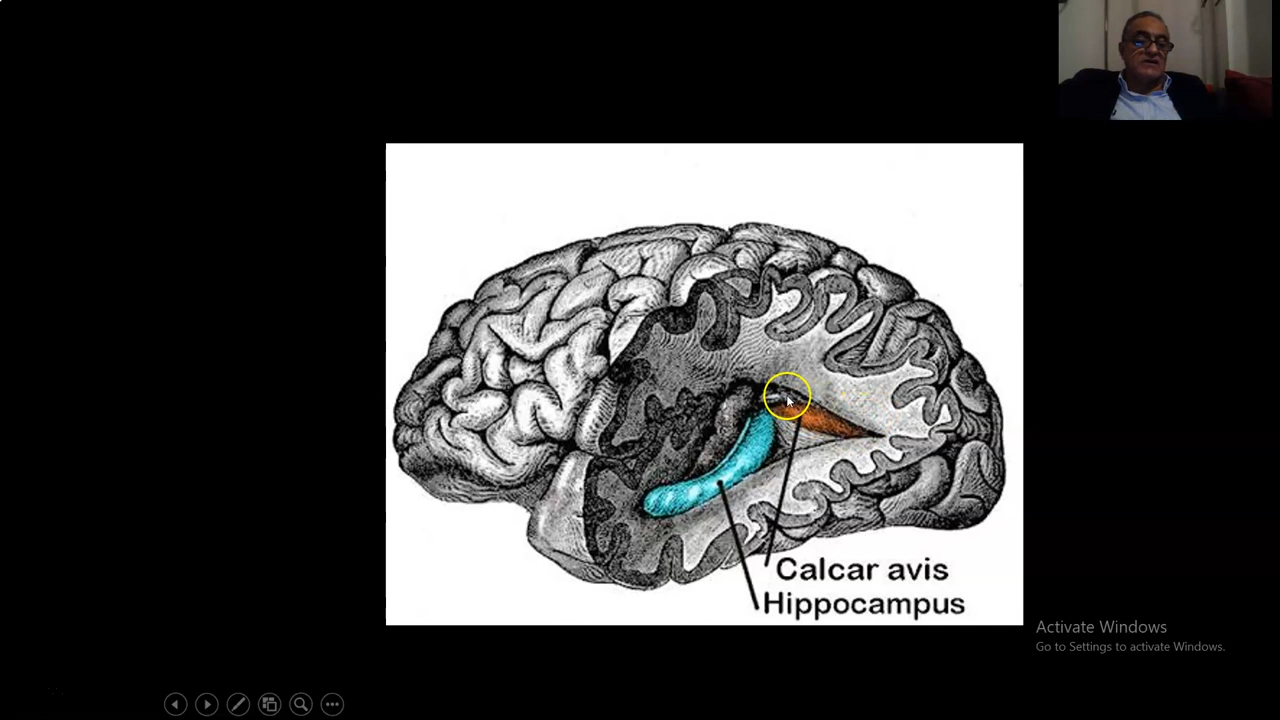 Calcar avis
Hippocampus
Activate Windows
Go to Settings to activate Windows.